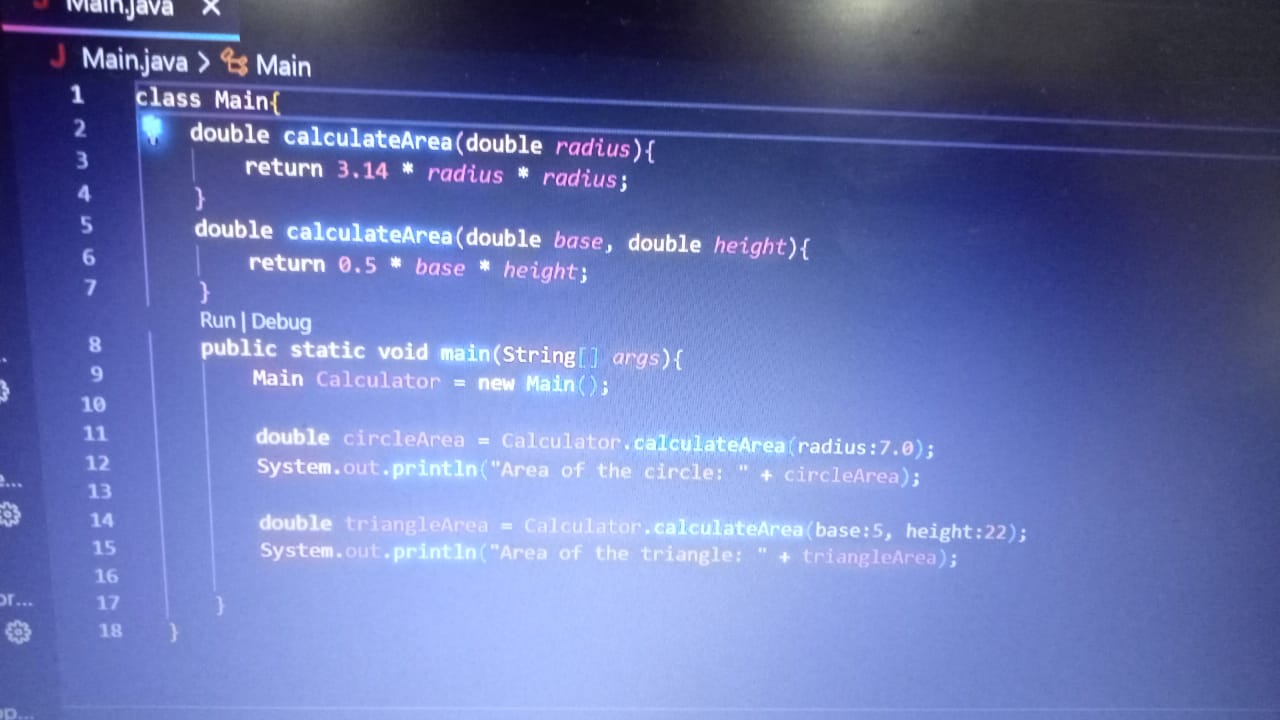 Main.java X
Main.java > Main
1 class Main{
2 double calculateArea(double radius){
3 return 3.14 * radius * radius;
4 }
5 double calculateArea(double base, double height){
6 return 0.5 * base * height;
7 }
Run | Debug
8 public static void main(String[] args){
9 Main Calculator = new Main();
10
11 double circleArea = Calculator.calculateArea(radius:7.0);
12 System.out.println("Area of the circle: " + circleArea);
13
14 double triangleArea = Calculator.calculateArea(base:5, height:22);
15 System.out.println("Area of the triangle: " + triangleArea);
16
17 }
18 }